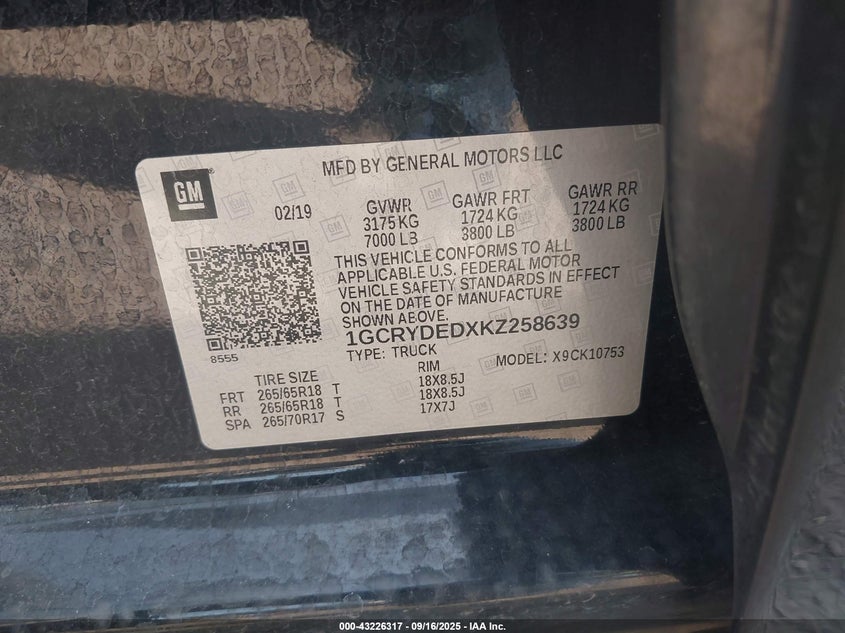 MFD BY GENERAL MOTORS LLC
GM
02/19
GVWR GAWR FRT GAWR RR
3175 KG 1724 KG 1724 KG
7000 LB 3800 LB 3800 LB
THIS VEHICLE CONFORMS TO ALL
APPLICABLE U.S. FEDERAL MOTOR
VEHICLE SAFETY STANDARDS IN EFFECT
ON THE DATE OF MANUFACTURE
SHOWN ABOVE.
1GCRYDEDXKZ258639
8555
TYPE: TRUCK MODEL: X9CK10753
TIRE SIZE RIM
FRT 265/65R18 T 18X8.5J
RR 265/65R18 T 18X8.5J
SPA 265/70R17 S 17X7J
000-43226317 - 09/16/2025 - IAA Inc.